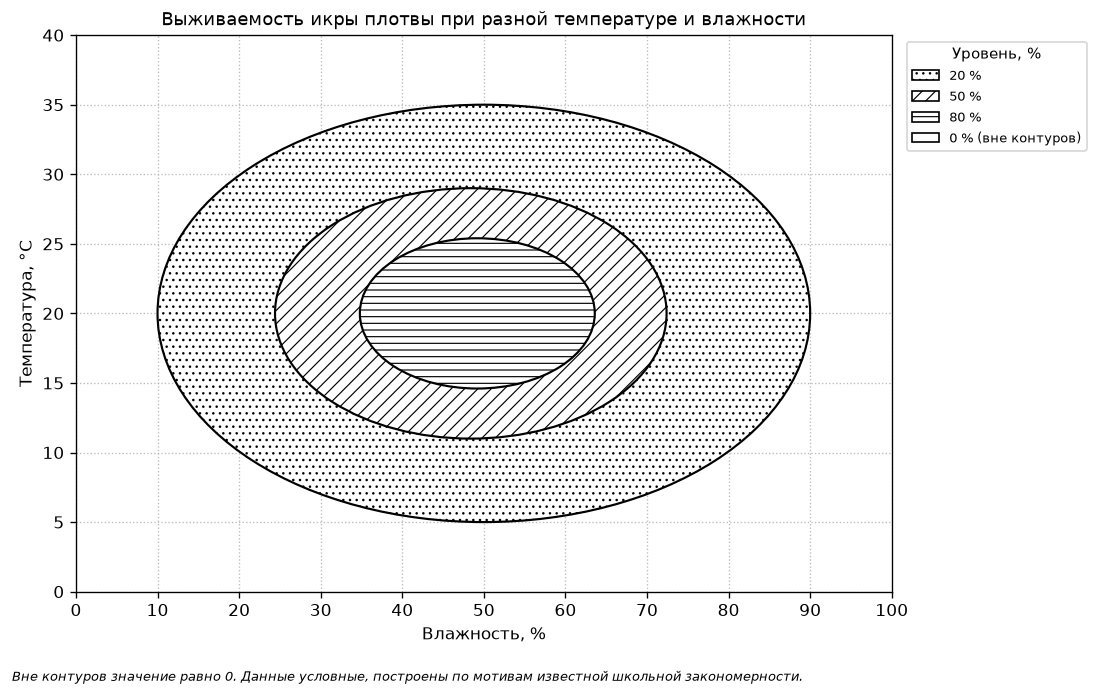 Выживаемость икры плотвы при разной температуре и влажности
Уровень, %
20 %
50 %
80 %
0 % (вне контуров)
Температура, °C
40
35
30
25
20
15
10
5
0
0 10 20 30 40 50 60 70 80 90 100
Влажность, %
Вне контуров значение равно 0. Данные условные, построены по мотивам известной школьной закономерности.